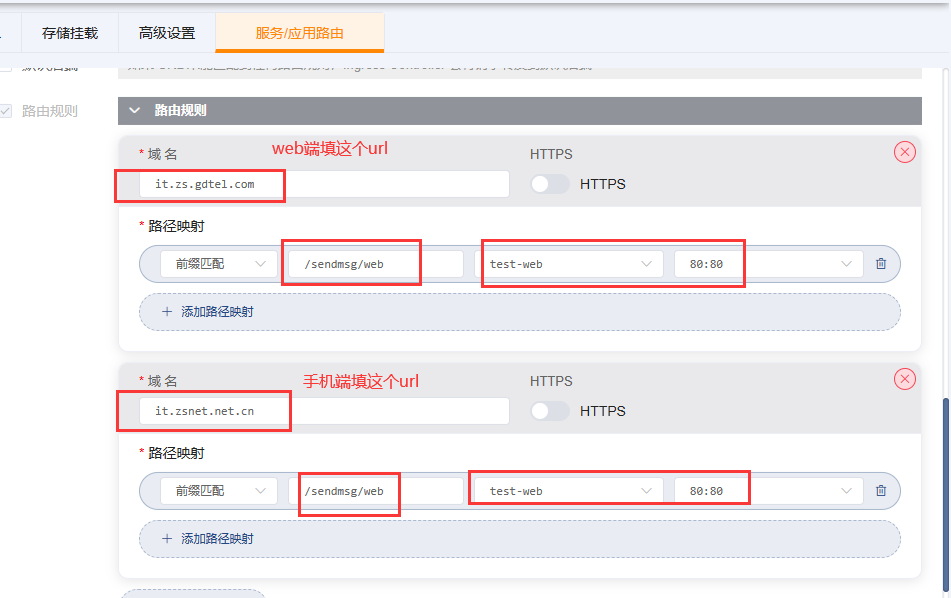 存储挂载
高级设置
服务/应用路由
路由规则
路由规则
* 域 名
web端填这个url
HTTPS
it.zs.gdtel.com
HTTPS
* 路径映射
前缀匹配
/sendmsg/web
test-web
80:80
+ 添加路径映射
* 域 名
手机端填这个url
HTTPS
it.zsnet.net.cn
HTTPS
* 路径映射
前缀匹配
/sendmsg/web
test-web
80:80
+ 添加路径映射